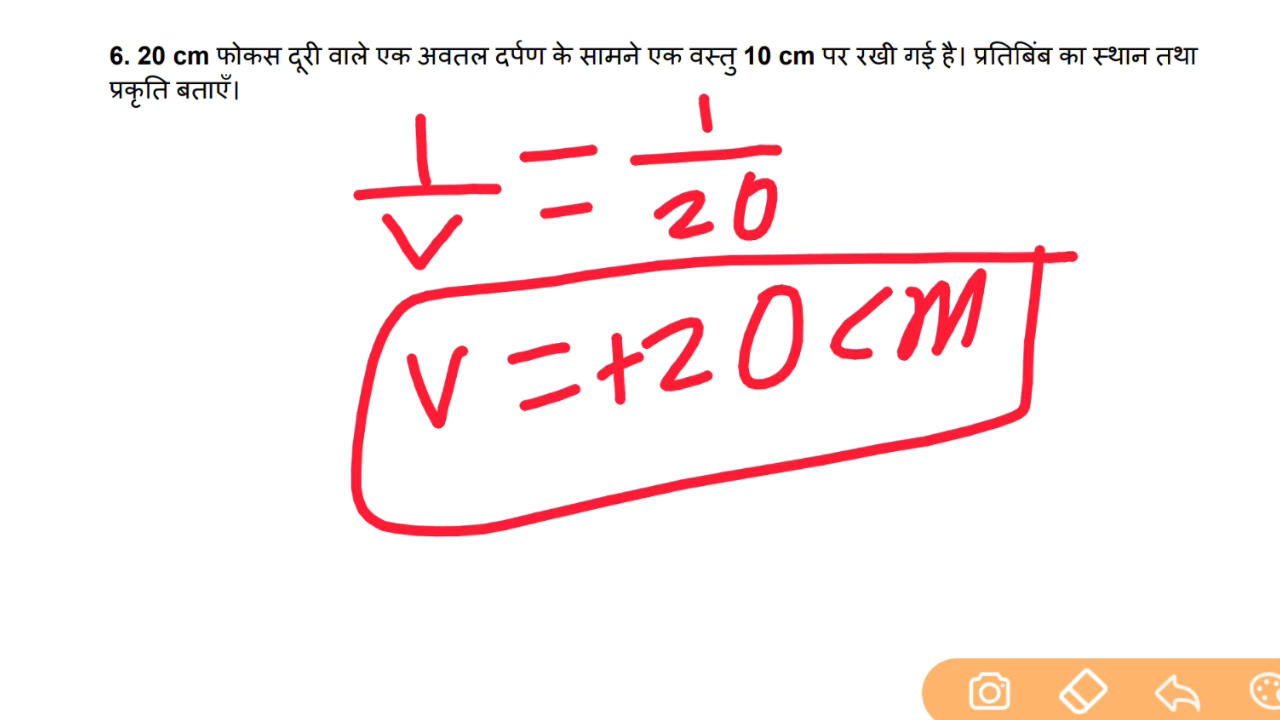 6. 20 cm फोकस दूरी वाले एक अवतल दर्पण के सामने एक वस्तु 10 cm पर रखी गई है। प्रतिबिंब का स्थान तथा
प्रकृति बताएँ।
1/V = 1/20
V = +20 cm